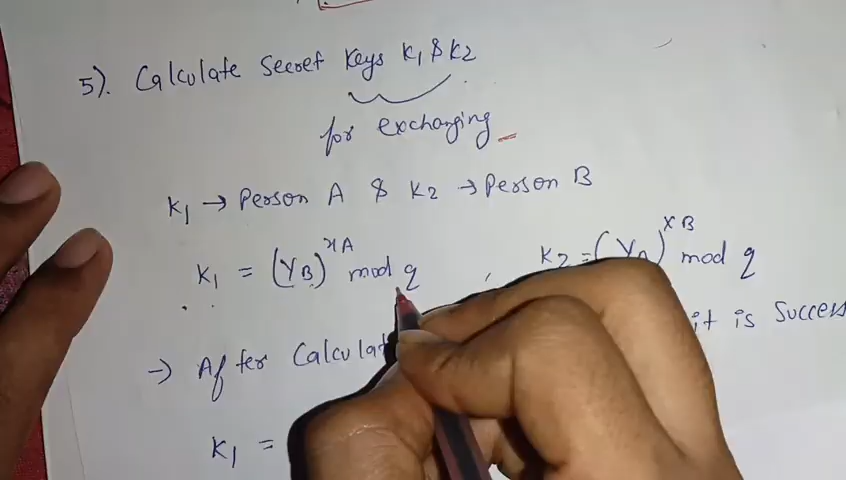 5). Calculate Secret Keys K1 & K2
for exchanging
K1 → Person A & K2 → Person B
K1 = (YB)^XA mod q , K2 = (YA)^XB mod q
→ After it is Success
K1 =